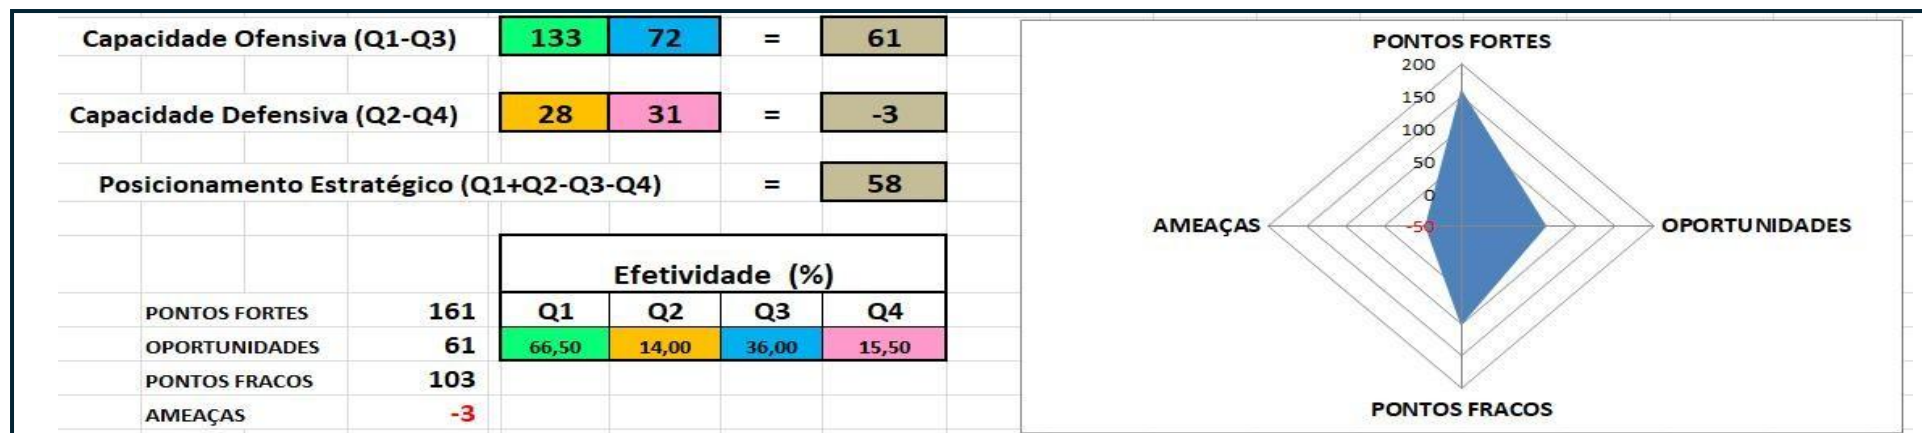 Capacidade Ofensiva (Q1-Q3) 133 72 = 61
Capacidade Defensiva (Q2-Q4) 28 31 = -3
Posicionamento Estratégico (Q1+Q2-Q3-Q4) = 58
Efetividade (%)
PONTOS FORTES 161 Q1 Q2 Q3 Q4
OPORTUNIDADES 61 66,50 14,00 36,00 15,50
PONTOS FRACOS 103
AMEAÇAS -3
PONTOS FORTES
200
150
100
50
0
AMEAÇAS -50 OPORTUNIDADES
PONTOS FRACOS